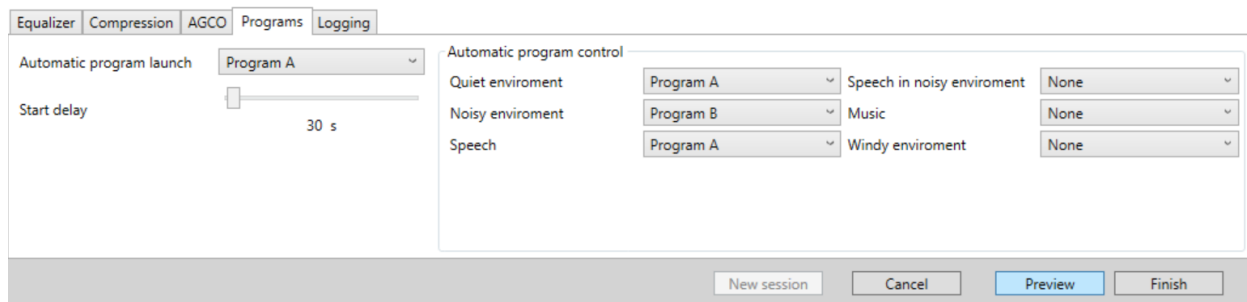 Equalizer Compression AGCO Programs Logging
Automatic program launch Program A
Start delay
30 s
Automatic program control
Quiet enviroment Program A Speech in noisy enviroment None
Noisy enviroment Program B Music None
Speech Program A Windy enviroment None
New session Cancel Preview Finish